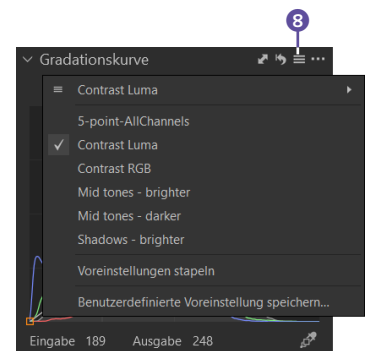 8
Gradationskurve
Contrast Luma
5-point-AllChannels
Contrast Luma
Contrast RGB
Mid tones - brighter
Mid tones - darker
Shadows - brighter
Voreinstellungen stapeln
Benutzerdefinierte Voreinstellung speichern...
Eingabe 189 Ausgabe 248